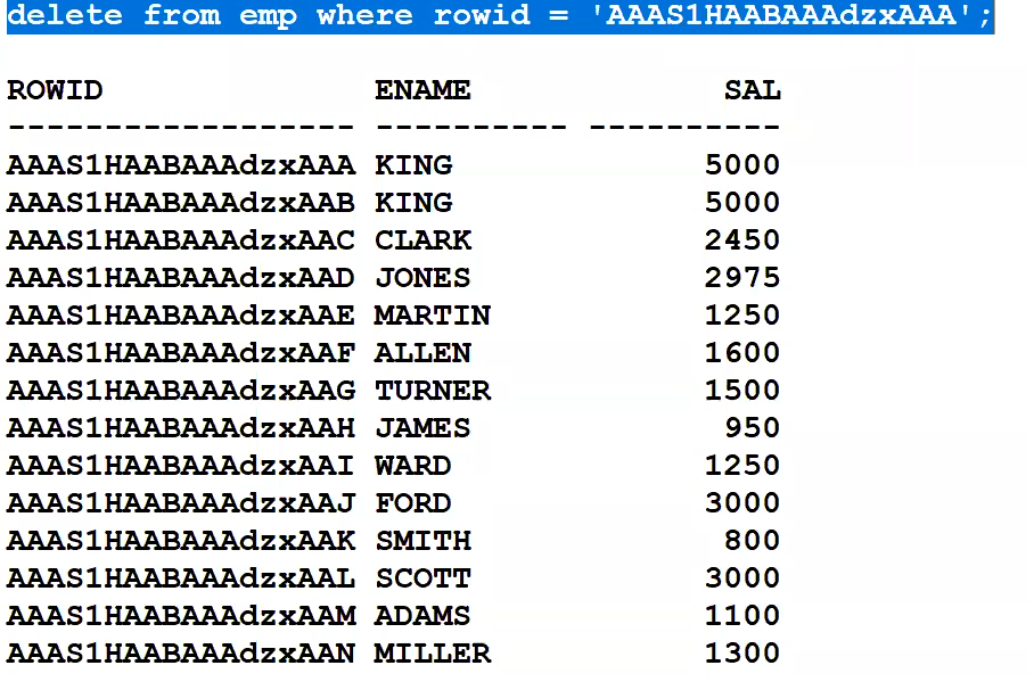 delete from emp where rowid = 'AAAS1HAABAAAdzxAAA';
ROWID ENAME SAL
------------------ ---------- ----------
AAAS1HAABAAAdzxAAA KING 5000
AAAS1HAABAAAdzxAAB KING 5000
AAAS1HAABAAAdzxAAC CLARK 2450
AAAS1HAABAAAdzxAAD JONES 2975
AAAS1HAABAAAdzxAAE MARTIN 1250
AAAS1HAABAAAdzxAAF ALLEN 1600
AAAS1HAABAAAdzxAAG TURNER 1500
AAAS1HAABAAAdzxAAH JAMES 950
AAAS1HAABAAAdzxAAI WARD 1250
AAAS1HAABAAAdzxAAJ FORD 3000
AAAS1HAABAAAdzxAAK SMITH 800
AAAS1HAABAAAdzxAAL SCOTT 3000
AAAS1HAABAAAdzxAAM ADAMS 1100
AAAS1HAABAAAdzxAAN MILLER 1300